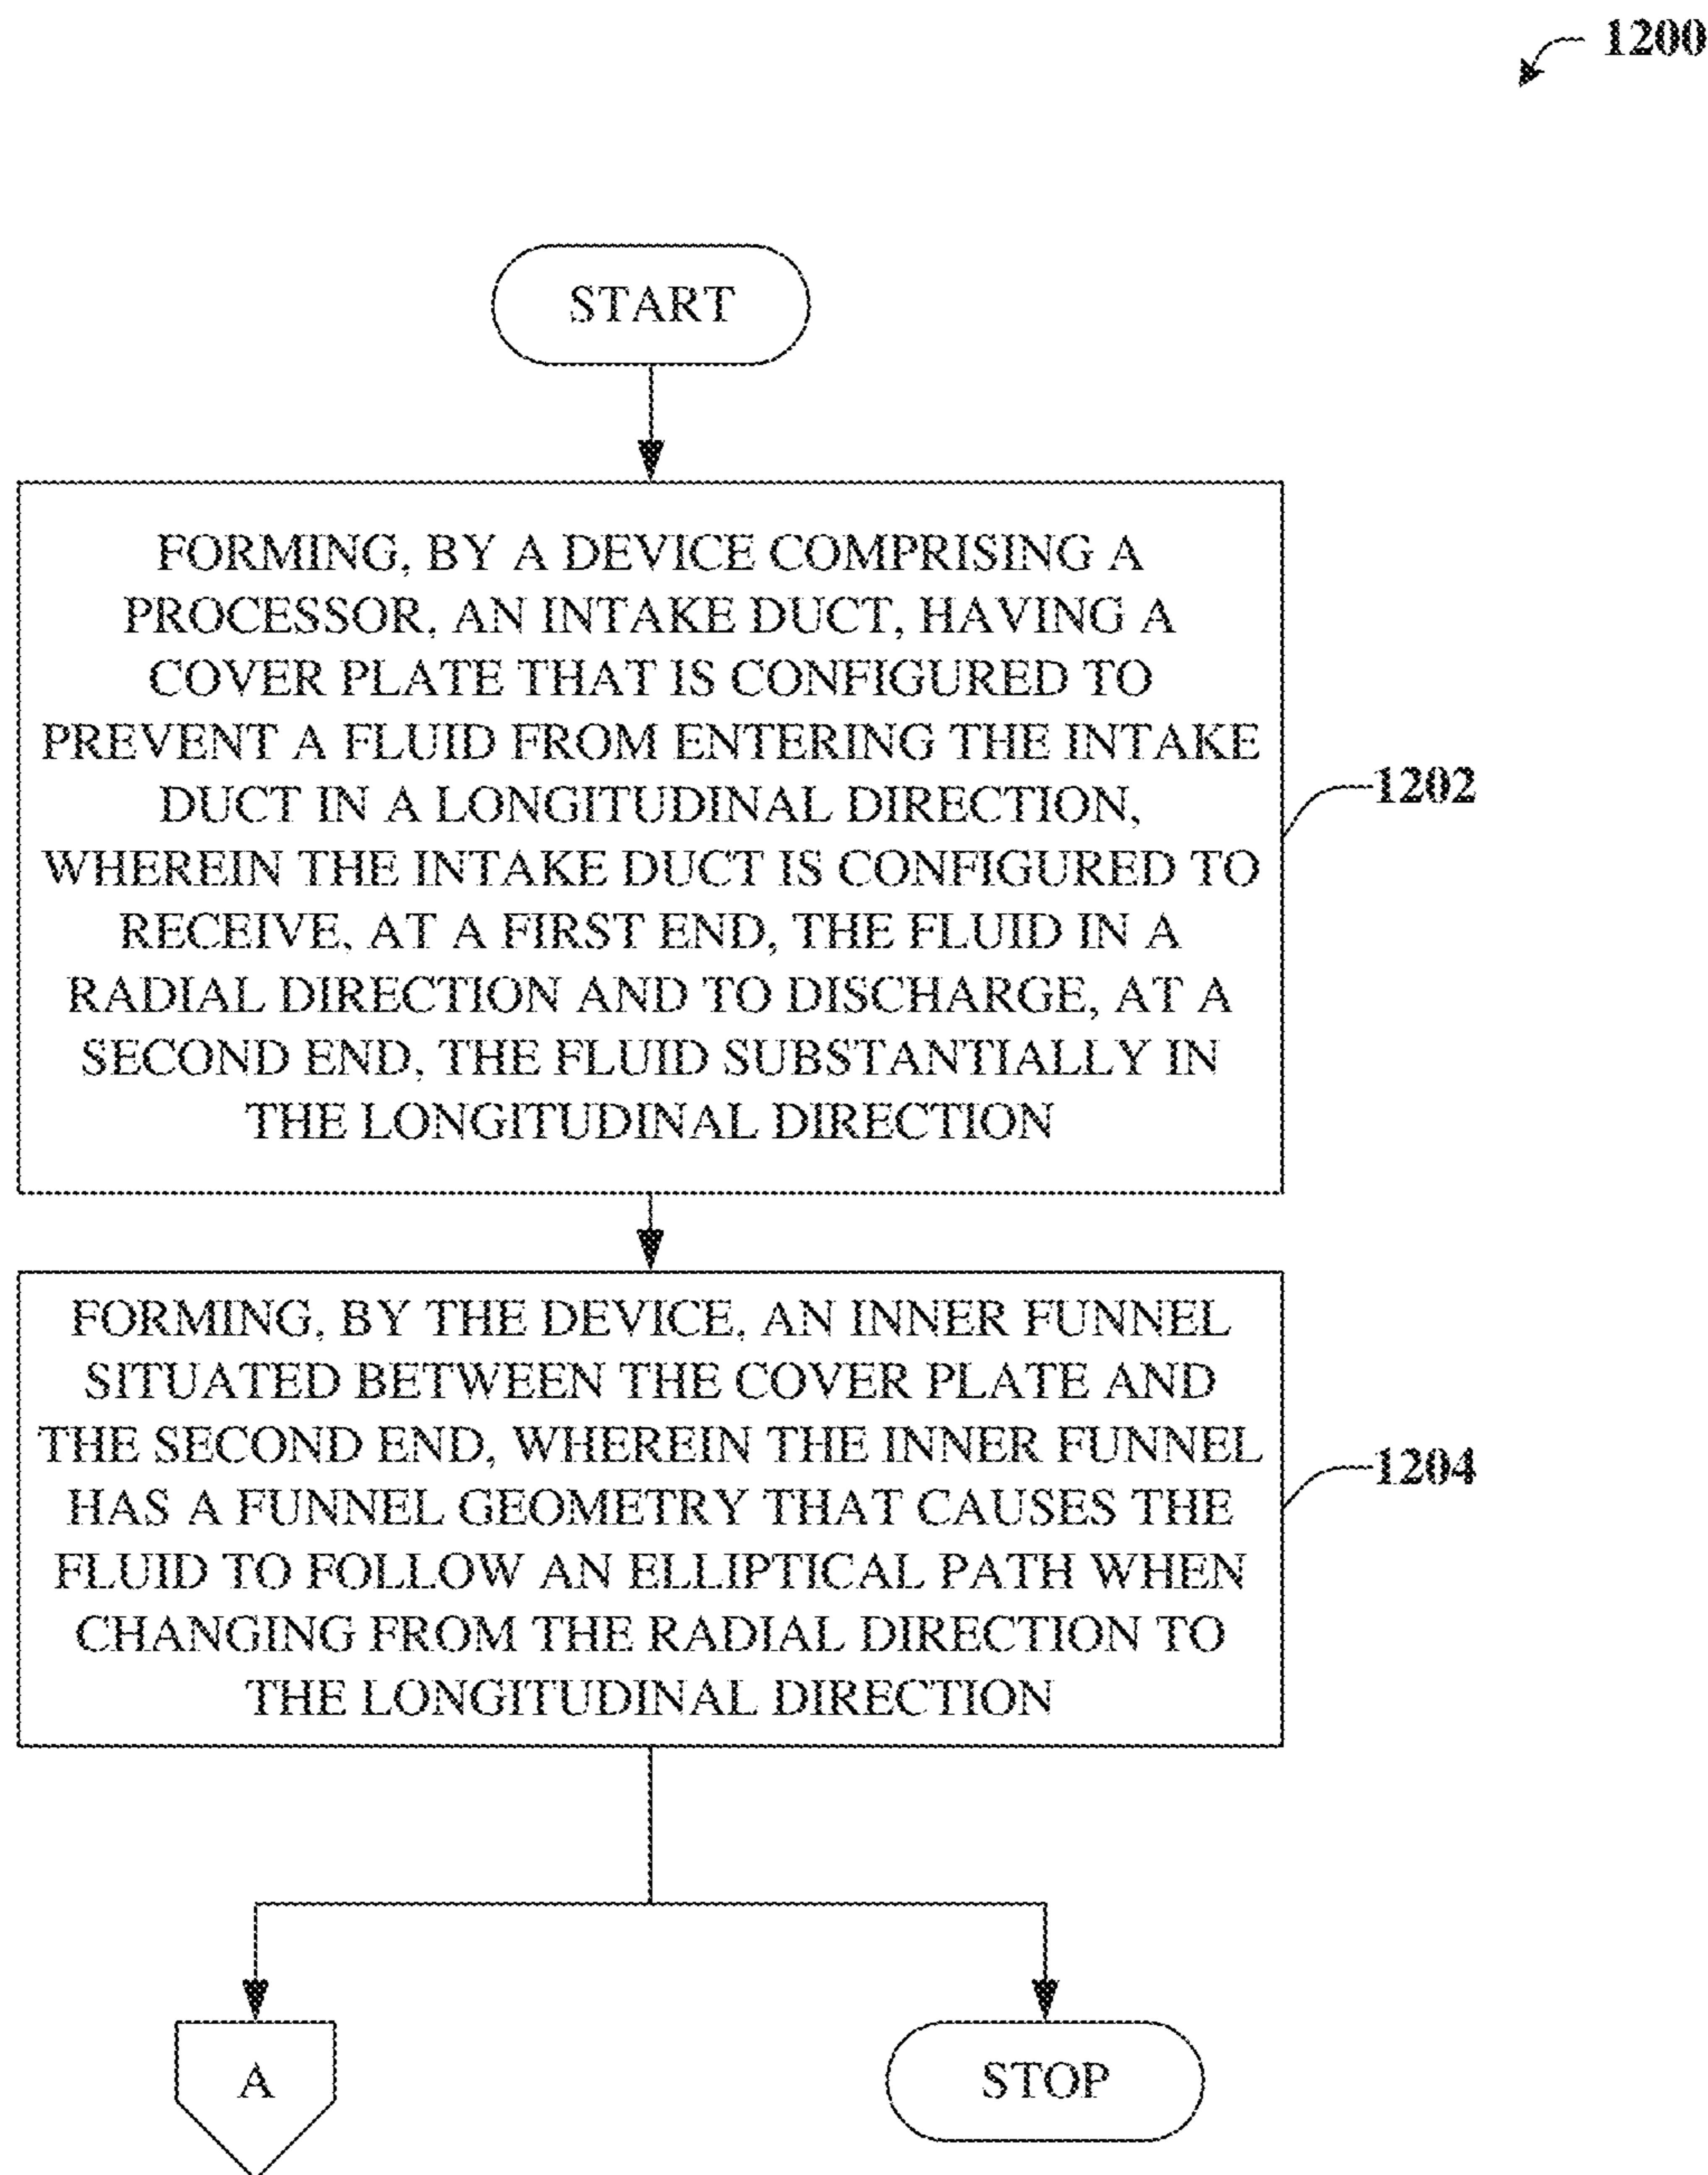 1200
START
FORMING, BY A DEVICE COMPRISING A
PROCESSOR, AN INTAKE DUCT, HAVING A
COVER PLATE THAT IS CONFIGURED TO
PREVENT A FLUID FROM ENTERING THE INTAKE
DUCT IN A LONGITUDINAL DIRECTION,
WHEREIN THE INTAKE DUCT IS CONFIGURED TO
RECEIVE, AT A FIRST END, THE FLUID IN A
RADIAL DIRECTION AND TO DISCHARGE, AT A
SECOND END, THE FLUID SUBSTANTIALLY IN
THE LONGITUDINAL DIRECTION
1202
FORMING, BY THE DEVICE, AN INNER FUNNEL
SITUATED BETWEEN THE COVER PLATE AND
THE SECOND END, WHEREIN THE INNER FUNNEL
HAS A FUNNEL GEOMETRY THAT CAUSES THE
FLUID TO FOLLOW AN ELLIPTICAL PATH WHEN
CHANGING FROM THE RADIAL DIRECTION TO
THE LONGITUDINAL DIRECTION
1204
A
STOP